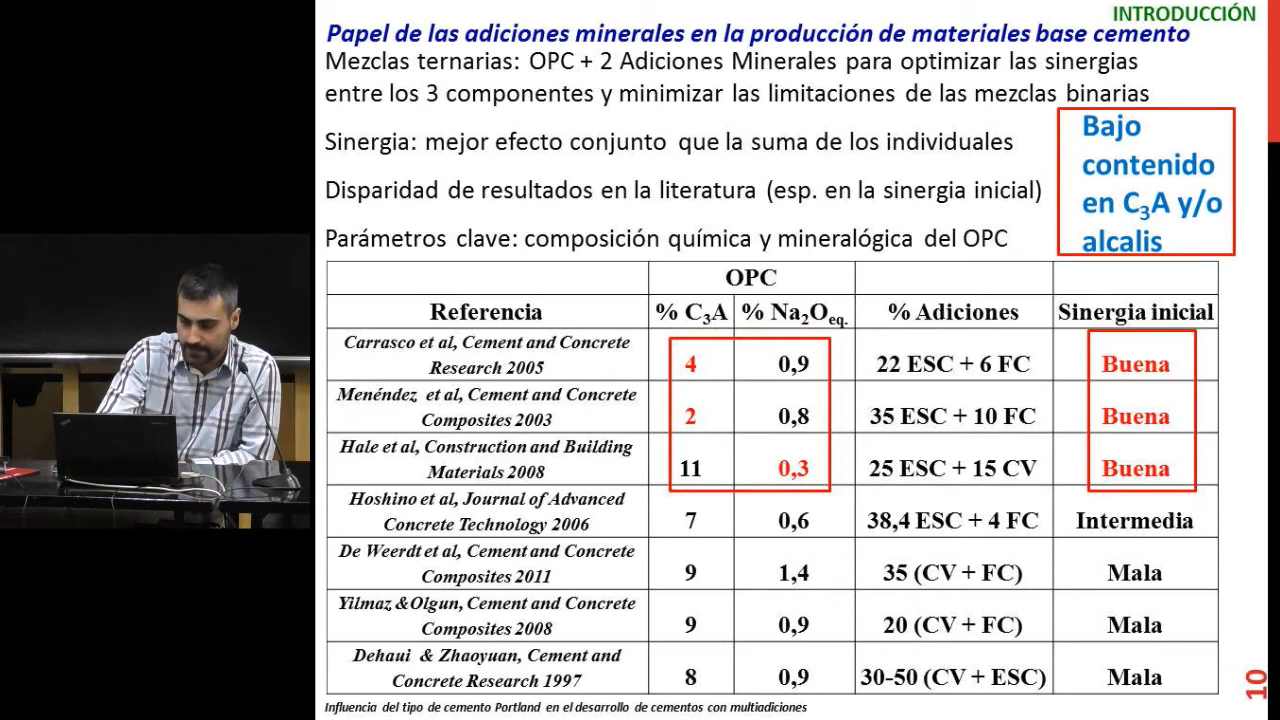 INTRODUCCIÓN
Papel de las adiciones minerales en la producción de materiales base cemento
Mezclas ternarias: OPC + 2 Adiciones Minerales para optimizar las sinergias
entre los 3 componentes y minimizar las limitaciones de las mezclas binarias
Sinergia: mejor efecto conjunto que la suma de los individuales
Disparidad de resultados en la literatura (esp. en la sinergia inicial)
Parámetros clave: composición química y mineralógica del OPC
Bajo
contenido
en C₃A y/o
alcalis
OPC
Referencia % C₃A % Na₂Oeq. % Adiciones Sinergia inicial
Carrasco et al, Cement and Concrete
Research 2005 4 0,9 22 ESC + 6 FC Buena
Menéndez et al, Cement and Concrete
Composites 2003 2 0,8 35 ESC + 10 FC Buena
Hale et al, Construction and Building
Materials 2008 11 0,3 25 ESC + 15 CV Buena
Hoshino et al, Journal of Advanced
Concrete Technology 2006 7 0,6 38,4 ESC + 4 FC Intermedia
De Weerdt et al, Cement and Concrete
Composites 2011 9 1,4 35 (CV + FC) Mala
Yilmaz &Olgun, Cement and Concrete
Composites 2008 9 0,9 20 (CV + FC) Mala
Dehaui & Zhaoyuan, Cement and
Concrete Research 1997 8 0,9 30-50 (CV + ESC) Mala
Influencia del tipo de cemento Portland en el desarrollo de cementos con multiadiciones
10